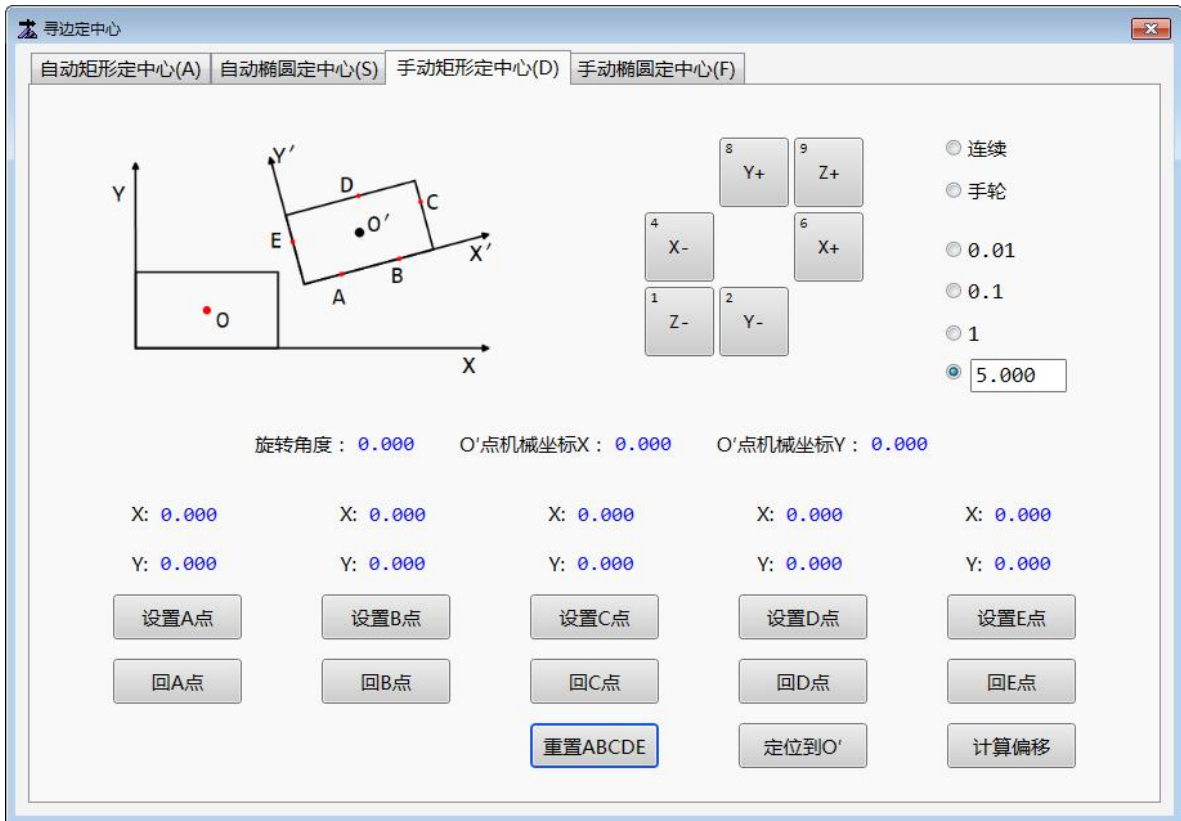 寻边定中心
自动矩形定中心(A) 自动椭圆定中心(S) 手动矩形定中心(D) 手动椭圆定中心(F)
Y
Y′
D
C
E
O′
X′
B
A
O
X
8 Y+
9 Z+
4 X-
6 X+
1 Z-
2 Y-
连续
手轮
0.01
0.1
1
5.000
旋转角度： 0.000 O'点机械坐标X： 0.000 O'点机械坐标Y： 0.000
X: 0.000 X: 0.000 X: 0.000 X: 0.000 X: 0.000
Y: 0.000 Y: 0.000 Y: 0.000 Y: 0.000 Y: 0.000
设置A点 设置B点 设置C点 设置D点 设置E点
回A点 回B点 回C点 回D点 回E点
重置ABCDE 定位到O' 计算偏移